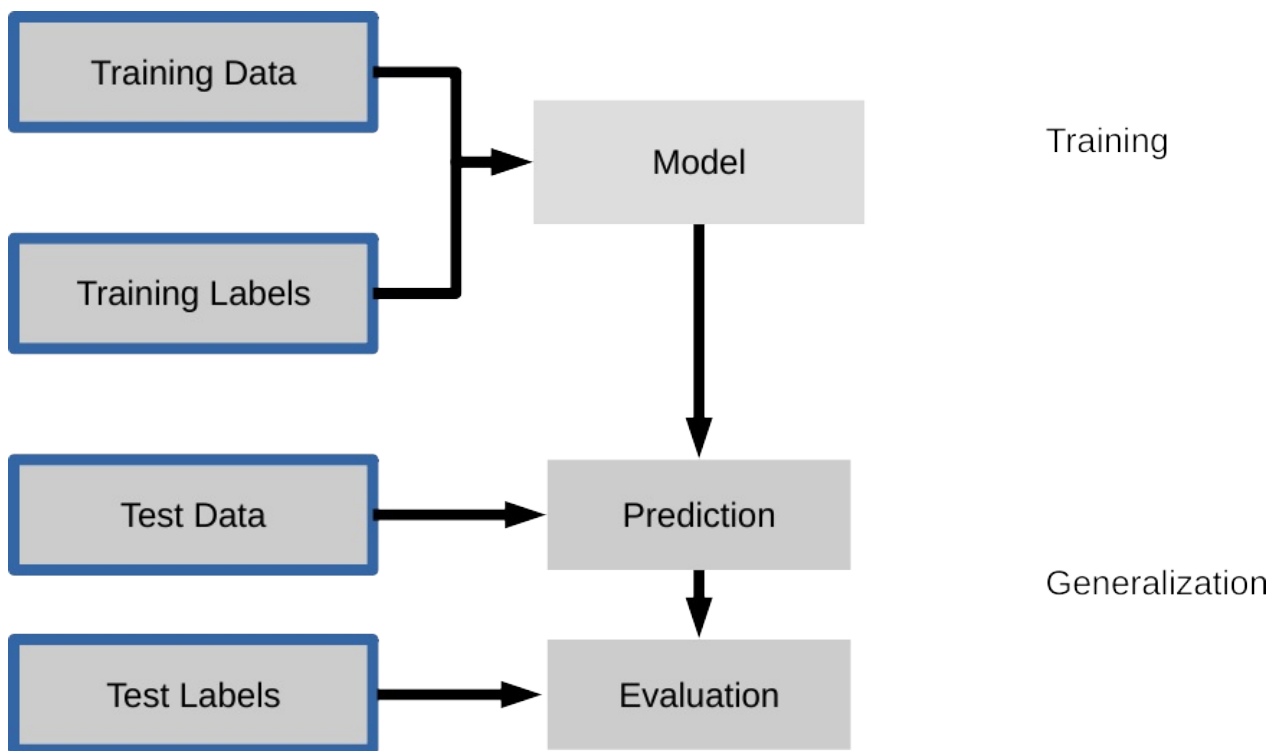 Training Data
Model
Training
Training Labels
Test Data
Prediction
Generalization
Test Labels
Evaluation